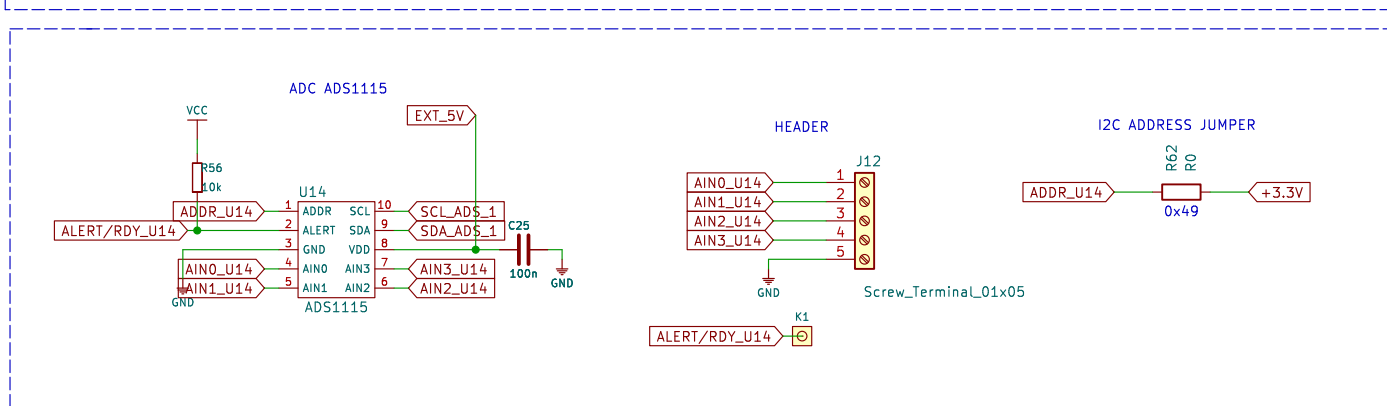 ADC ADS1115
VCC
EXT_5V
R56
10k
U14
ADDR_U14
1 ADDR SCL 10
SCL_ADS_1
ALERT/RDY_U14
2 ALERT SDA 9
SDA_ADS_1
C25
3 GND VDD 8
100n
GND
AIN0_U14
4 AIN0 AIN3 7
AIN3_U14
AIN1_U14
5 AIN1 AIN2 6
AIN2_U14
GND
ADS1115
HEADER
J12
AIN0_U14 1
AIN1_U14 2
AIN2_U14 3
AIN3_U14 4
5
GND
Screw_Terminal_01x05
K1
ALERT/RDY_U14
I2C ADDRESS JUMPER
R62
R0
ADDR_U14
+3.3V
0x49